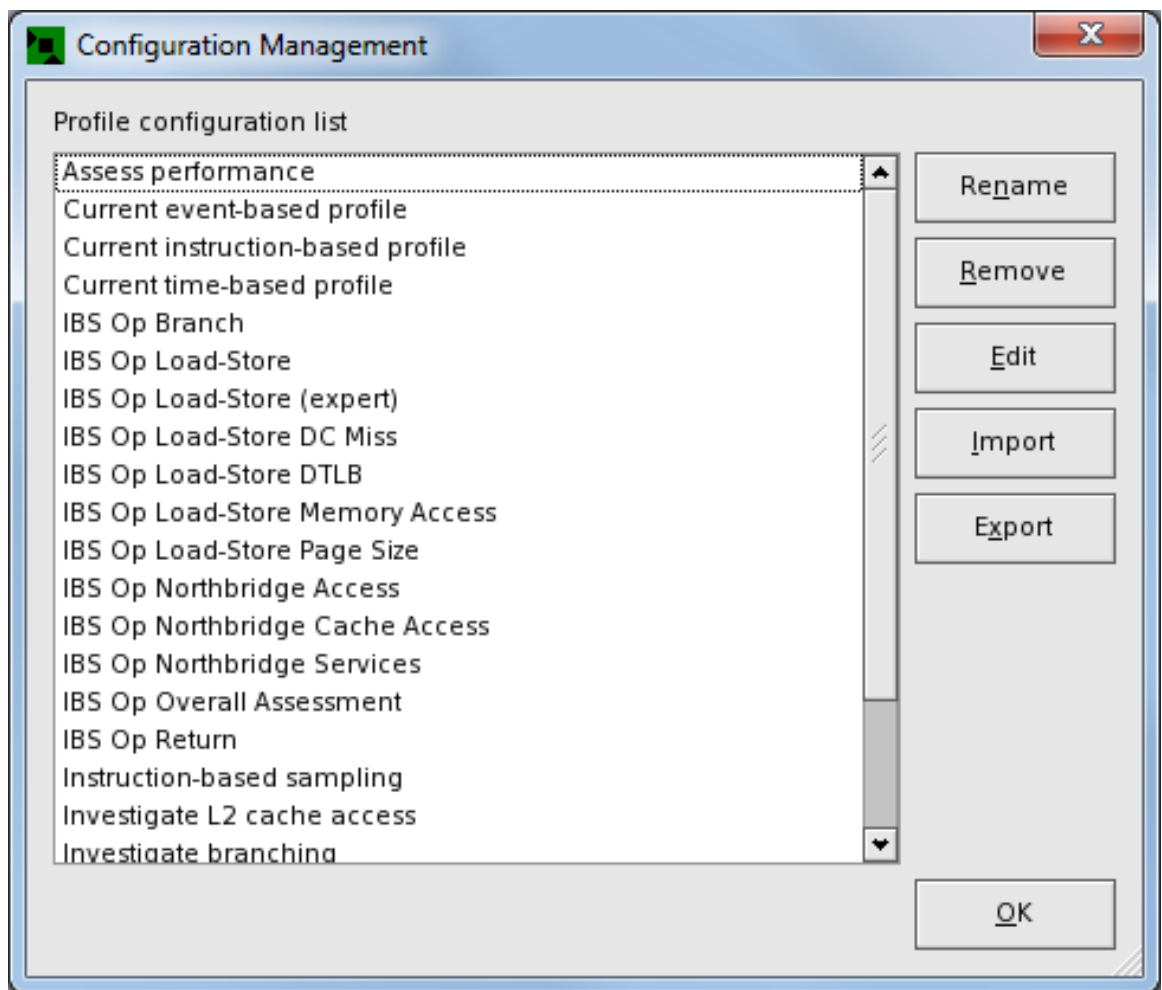 Configuration Management
Profile configuration list
Assess performance
Current event-based profile
Current instruction-based profile
Current time-based profile
IBS Op Branch
IBS Op Load-Store
IBS Op Load-Store (expert)
IBS Op Load-Store DC Miss
IBS Op Load-Store DTLB
IBS Op Load-Store Memory Access
IBS Op Load-Store Page Size
IBS Op Northbridge Access
IBS Op Northbridge Cache Access
IBS Op Northbridge Services
IBS Op Overall Assessment
IBS Op Return
Instruction-based sampling
Investigate L2 cache access
Investigate branching
Rename
Remove
Edit
Import
Export
OK